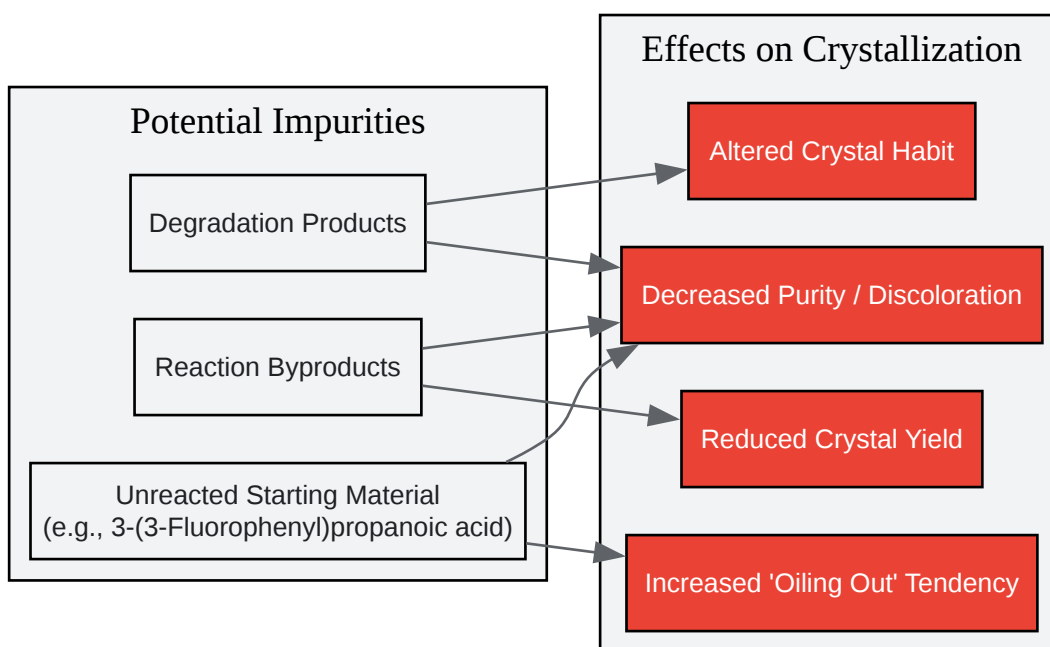 Potential Impurities
Degradation Products
Reaction Byproducts
Unreacted Starting Material
(e.g., 3-(3-Fluorophenyl)propanoic acid)
Effects on Crystallization
Altered Crystal Habit
Decreased Purity / Discoloration
Reduced Crystal Yield
Increased 'Oiling Out' Tendency